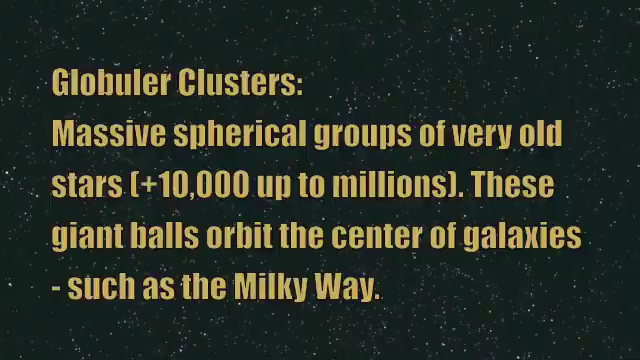 Globuler Clusters:
Massive spherical groups of very old
stars (+10,000 up to millions). These
giant balls orbit the center of galaxies
- such as the Milky Way.